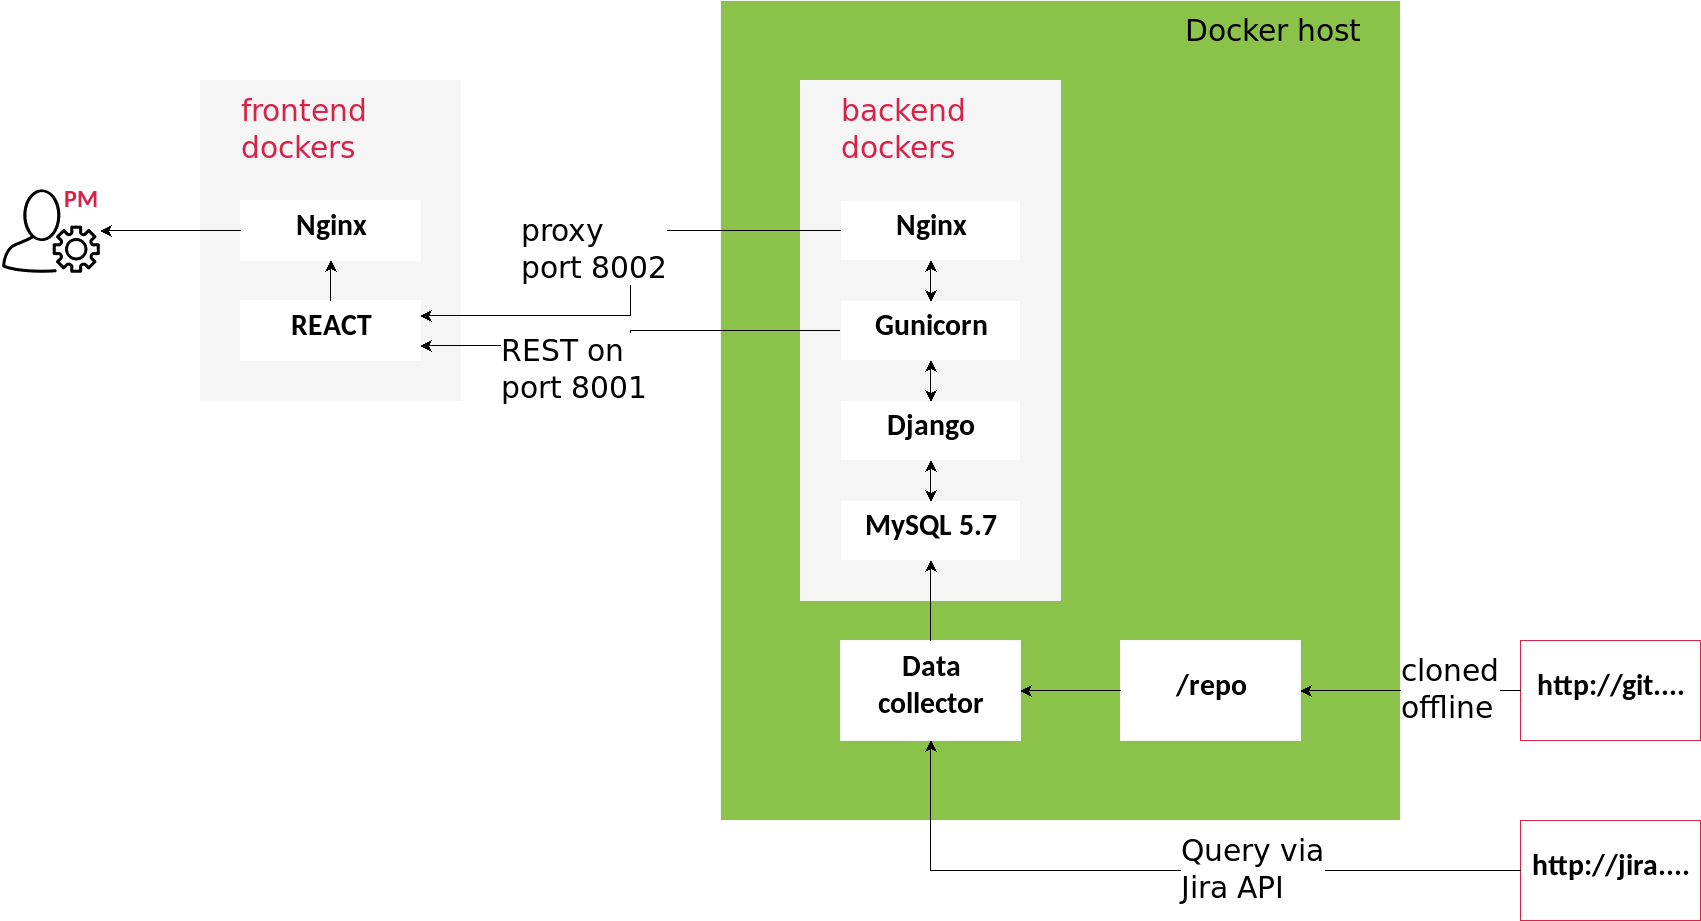 Docker host
frontend
dockers
backend
dockers
PM
Nginx
proxy
port 8002
Nginx
REACT
REST on
port 8001
Gunicorn
Django
MySQL 5.7
Data
collector
/repo
cloned
offline
http://git....
Query via
Jira API
http://jira....